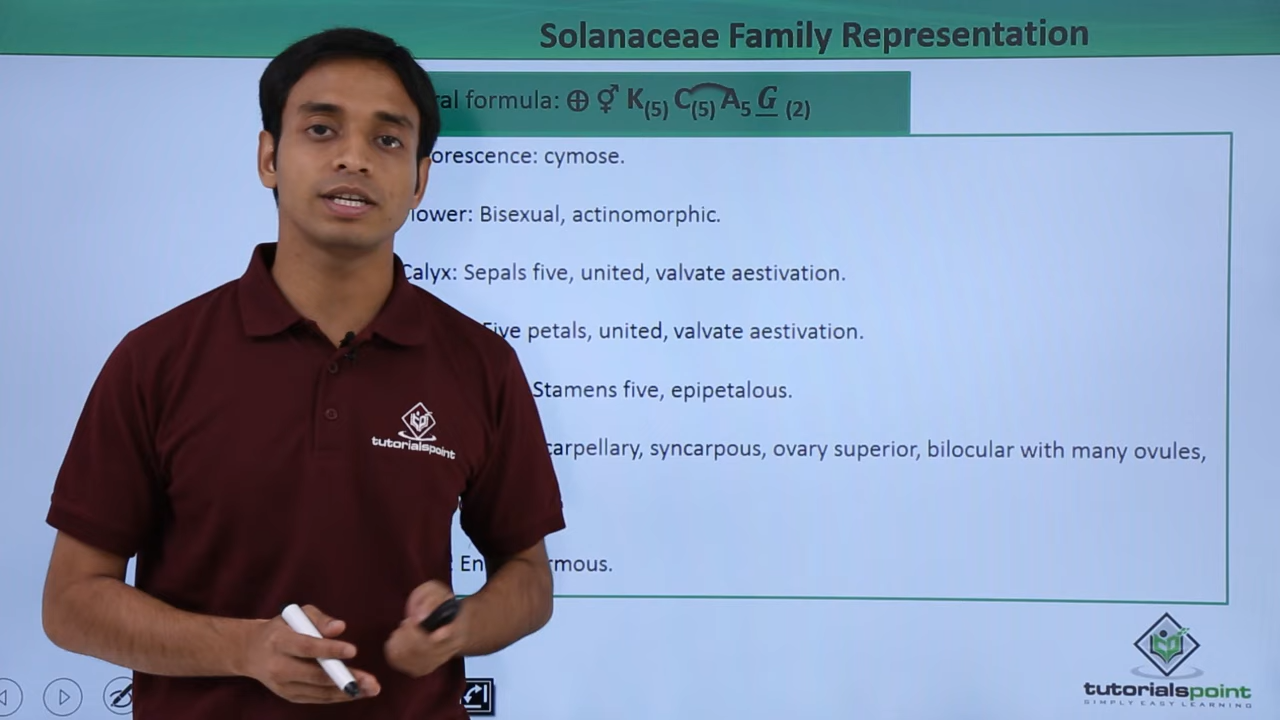 Solanaceae Family Representation
ral formula: ⊕ ⚥ K(5) C(5) A5 G (2)
orescence: cymose.
lower: Bisexual, actinomorphic.
Calyx: Sepals five, united, valvate aestivation.
Five petals, united, valvate aestivation.
Stamens five, epipetalous.
carpellary, syncarpous, ovary superior, bilocular with many ovules,
: En rmous.
tutorialspoint
tutorialspoint
SIMPLY EASY LEARNING